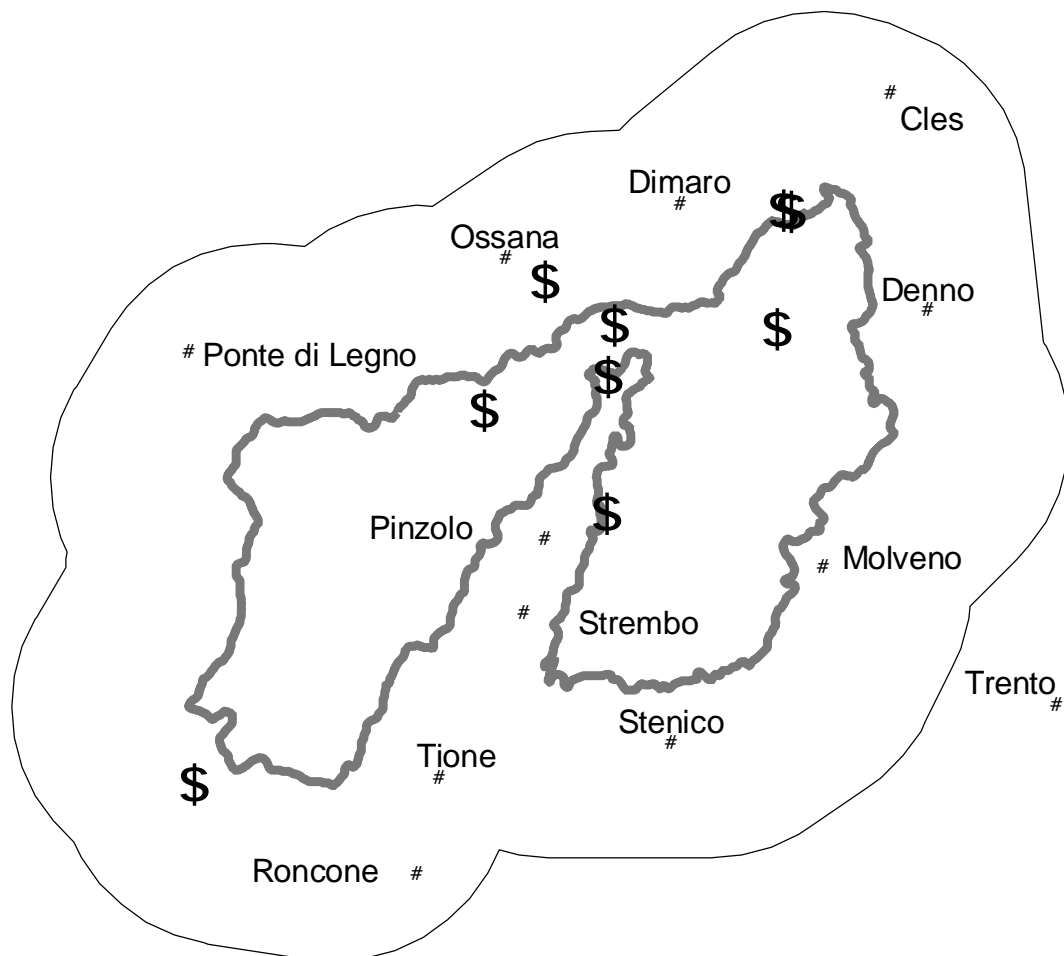 #
Cles
Dimaro
#
$$
Ossana
#
$
Denno
#
$
$
# Ponte di Legno
$
$
$
Pinzolo
#
# Molveno
#
Strembo
Trento
#
Stenico
#
Tione
#
$
Roncone #